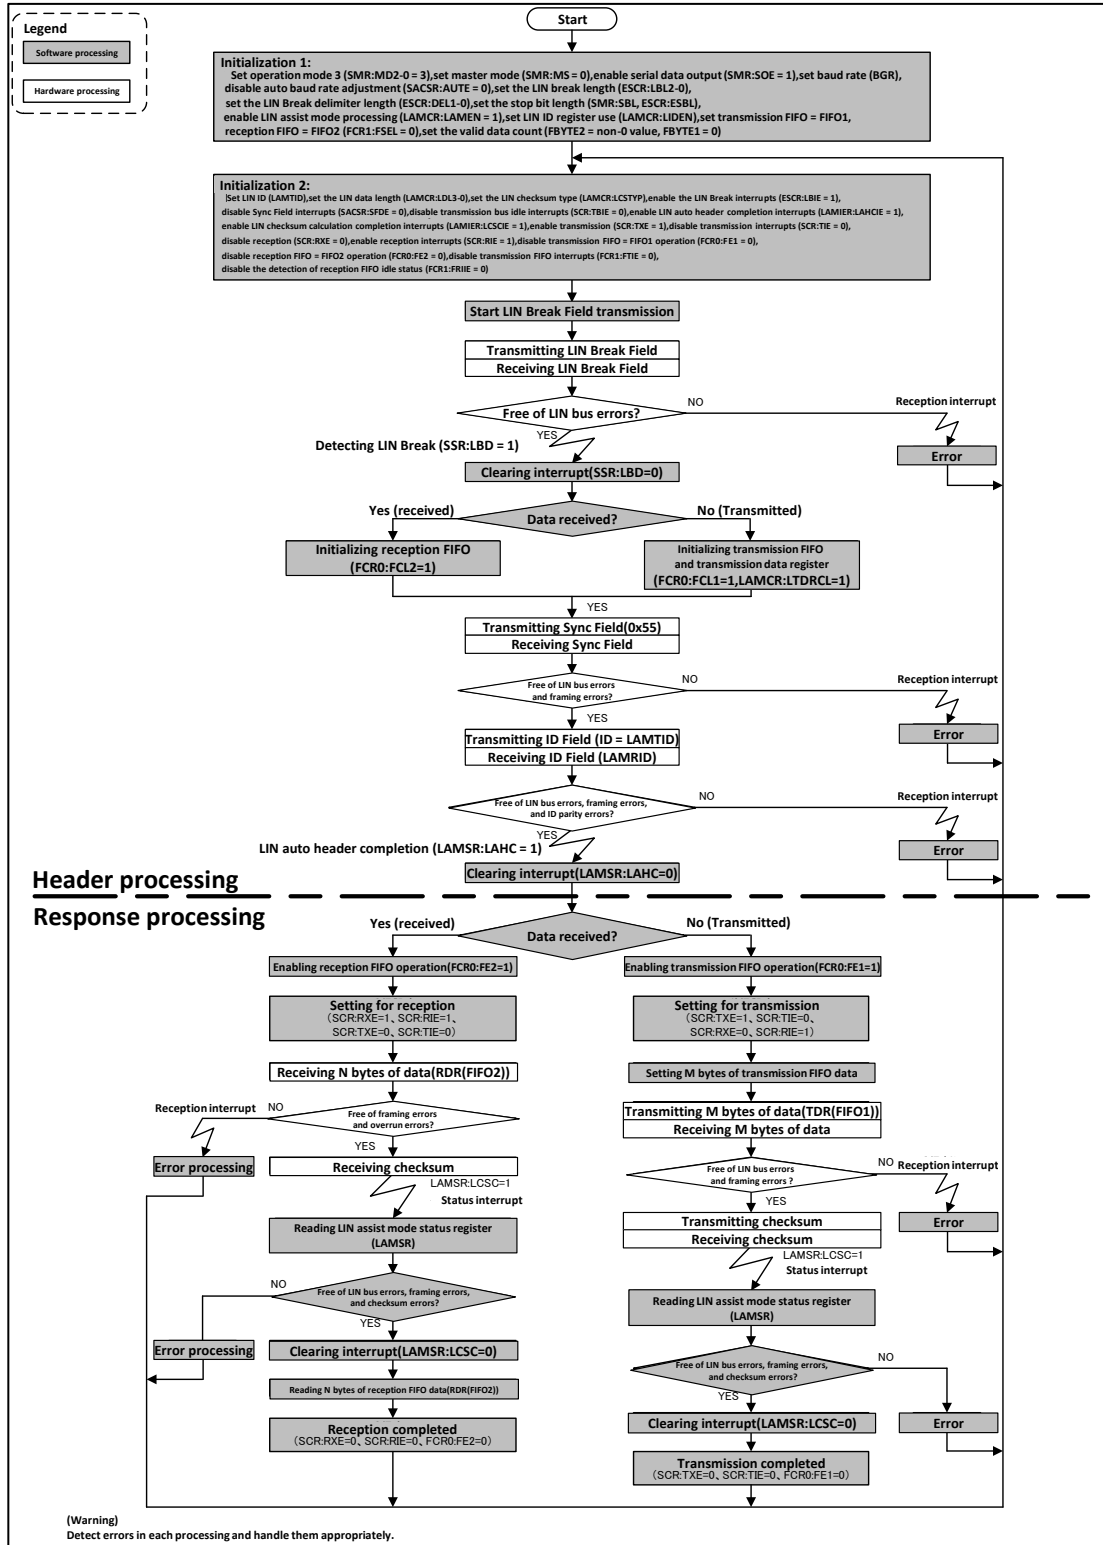 Legend
Software processing
Hardware processing
Start
Initialization 1:
Set operation mode 3 (SMR:MD2-0 = 3),set master mode (SMR:MS = 0),enable serial data output (SMR:SOE = 1),set baud rate (BGR),
disable auto baud rate adjustment (SACSR:AUTE = 0),set the LIN break length (ESCR:LBL2-0),
set the LIN Break delimiter length (ESCR:DEL1-0),set the stop bit length (SMR:SBL, ESCR:ESBL),
enable LIN assist mode processing (LAMCR:LAMEN = 1),set LIN ID register use (LAMCR:LIDEN), set transmission FIFO = FIFO1,
reception FIFO = FIFO2 (FCR1:FSEL = 0),set the valid data count (FBYTE2 = non-0 value, FBYTE1 = 0)
Initialization 2:
Set LIN ID (LAMTID),set the LIN data length (LAMCR:LDL3-0),set the LIN checksum type (LAMCR:LCSTYP),enable the LIN Break interrupts (ESCR:LBIE = 1),
disable Sync Field interrupts (SACSR:SFDE = 0),disable transmission bus idle interrupts (SCR:TBIE = 0),enable LIN auto header completion interrupts (LAMIER:LAHCIE = 1),
enable LIN checksum calculation completion interrupts (LAMIER:LCSCIE = 1),enable transmission (SCR:TXE = 1),disable transmission interrupts (SCR:TIE = 0),
disable reception (SCR:RXE = 0),enable reception interrupts (SCR:RIE = 1),disable transmission FIFO = FIFO1 operation (FCR0:FE1 = 0),
disable reception FIFO = FIFO2 operation (FCR0:FE2 = 0),disable transmission FIFO interrupts (FCR1:FTIE = 0),
disable the detection of reception FIFO idle status (FCR1:FRIIE = 0)
Start LIN Break Field transmission
Transmitting LIN Break Field
Receiving LIN Break Field
Free of LIN bus errors?
NO
Reception interrupt
Error
YES
Detecting LIN Break (SSR:LBD = 1)
Clearing interrupt(SSR:LBD=0)
Data received?
Yes (received)
No (Transmitted)
Initializing reception FIFO
(FCR0:FCL2=1)
Initializing transmission FIFO
and transmission data register
(FCR0:FCL1=1,LAMCR:LTDRCL=1)
YES
Transmitting Sync Field(0x55)
Receiving Sync Field
Free of LIN bus errors
and framing errors?
NO
Reception interrupt
Error
YES
Transmitting ID Field (ID = LAMTID)
Receiving ID Field (LAMRID)
Free of LIN bus errors, framing errors,
and ID parity errors?
NO
Reception interrupt
Error
YES
LIN auto header completion (LAMSR:LAHC = 1)
Clearing interrupt(LAMSR:LAHC=0)
Header processing
Response processing
Data received?
Yes (received)
No (Transmitted)
Enabling reception FIFO operation(FCR0:FE2=1)
Setting for reception
(SCR:RXE=1、SCR:RIE=1、
SCR:TXE=0、SCR:TIE=0)
Receiving N bytes of data(RDR(FIFO2))
Free of framing errors
and overrun errors?
NO
Reception interrupt
Error processing
YES
Receiving checksum
LAMSR:LCSC=1
Status interrupt
Reading LIN assist mode status register
(LAMSR)
Free of LIN bus errors, framing errors,
and checksum errors?
NO
Error processing
YES
Clearing interrupt(LAMSR:LCSC=0)
Reading N bytes of reception FIFO data(RDR(FIFO2))
Reception completed
(SCR:RXE=0、SCR:RIE=0、FCR0:FE2=0)
Enabling transmission FIFO operation(FCR0:FE1=1)
Setting for transmission
(SCR:TXE=1、SCR:TIE=0、
SCR:RXE=0、SCR:RIE=1)
Setting M bytes of transmission FIFO data
Transmitting M bytes of data(TDR(FIFO1))
Receiving M bytes of data
Free of LIN bus errors
and framing errors ?
NO
Reception interrupt
Error
YES
Transmitting checksum
Receiving checksum
LAMSR:LCSC=1
Status interrupt
Reading LIN assist mode status register
(LAMSR)
Free of LIN bus errors, framing errors,
and checksum errors?
NO
Error
YES
Clearing interrupt(LAMSR:LCSC=0)
Transmission completed
(SCR:TXE=0、SCR:TIE=0、FCR0:FE1=0)
(Warning)
Detect errors in each processing and handle them appropriately.